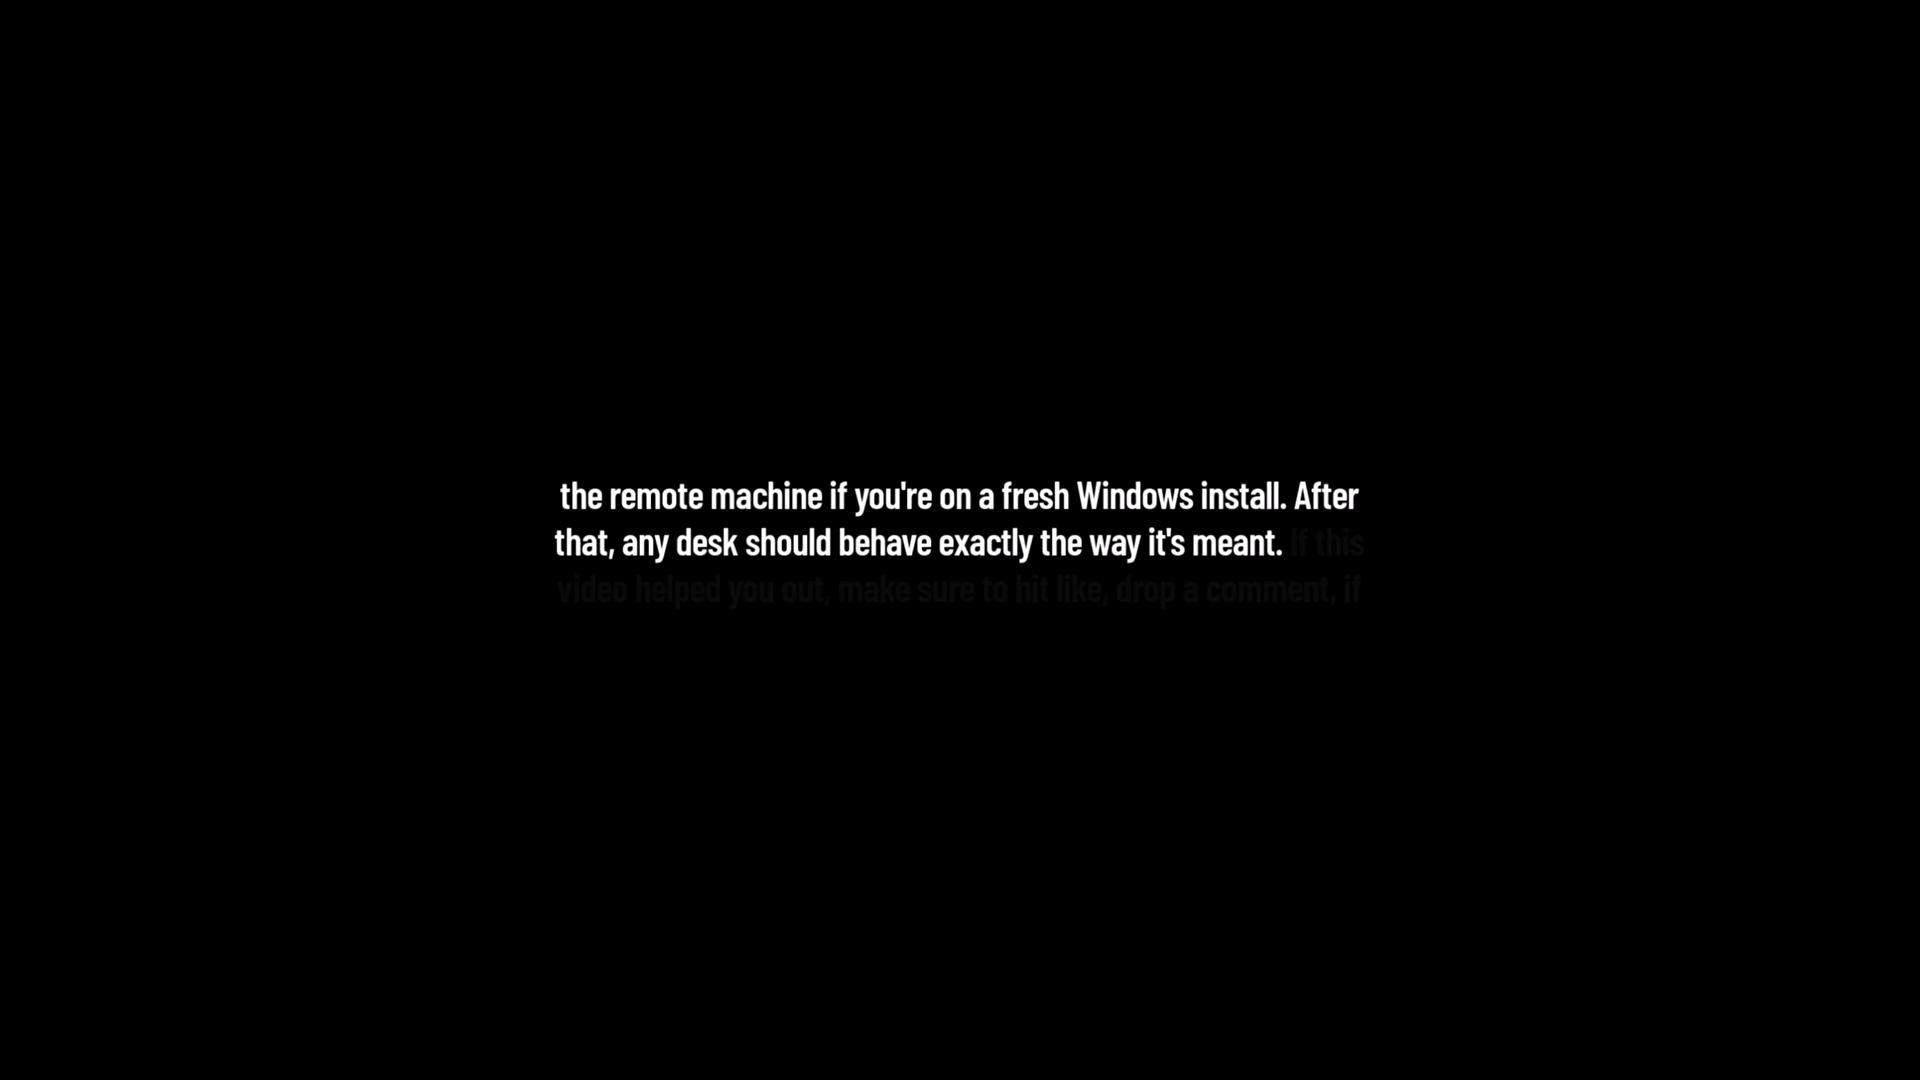 the remote machine if you're on a fresh Windows install. After
that, any desk should behave exactly the way it's meant. If this
video helped you out, make sure to hit like, drop a comment, if